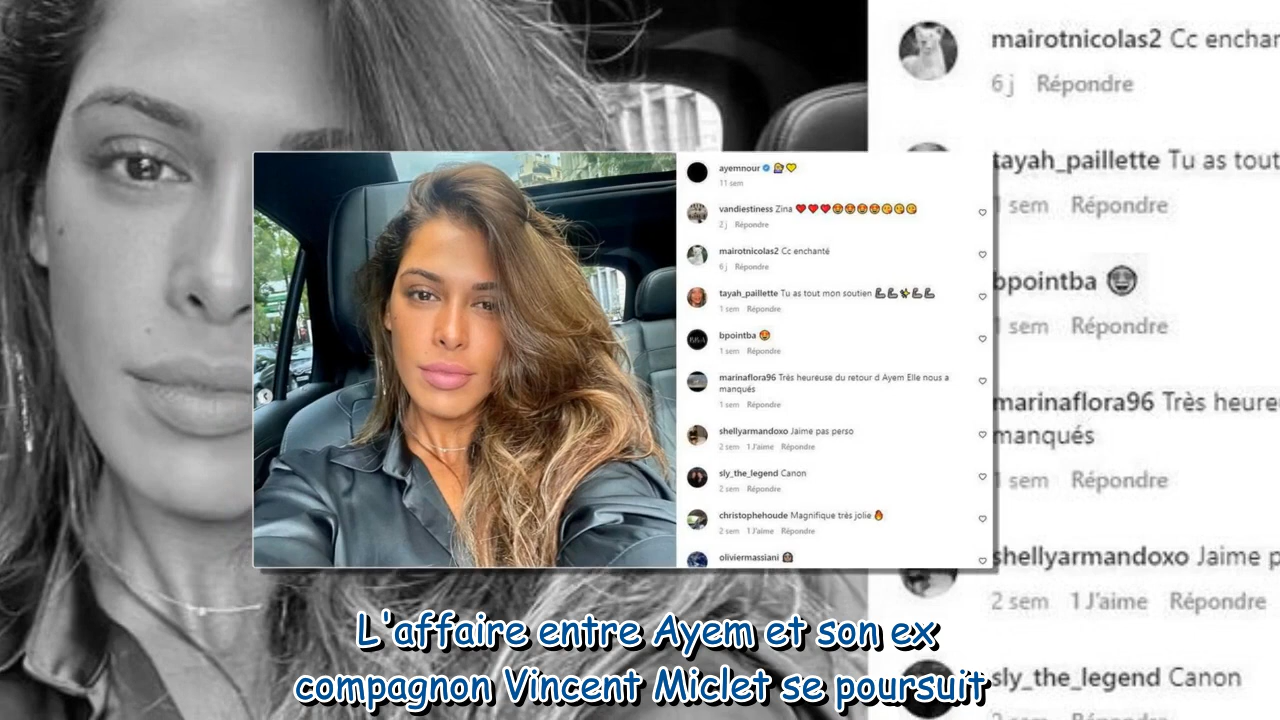 ayemnour
11 sem
vandiestiness Zina ❤️❤️❤️🥵🥵🥵🥵😋😋😋
2 j Répondre
mairotnicolas2 Cc enchanté
6 j Répondre
tayah_paillette Tu as tout mon soutien 💪💪✨💪💪
1 sem Répondre
bpointba
1 sem Répondre
marinaflora96 Très heureuse du retour d Ayem Elle nous a
manqués
1 sem Répondre
shellyarmandoxo Jaime pas perso
2 sem 1 J'aime Répondre
sly_the_legend Canon
2 sem Répondre
christophehoude Magnifique très jolie 🔥
2 sem 1 J'aime Répondre
oliviermassiani
mairotnicolas2 Cc enchan
6 j Répondre
tayah_paillette Tu as tout
1 sem Répondre
bpointba
1 sem Répondre
marinaflora96 Très heure
manqués
1 sem Répondre
shellyarmandoxo Jaime p
2 sem 1 J'aime Répondre
sly_the_legend Canon
L'affaire entre Ayem et son ex
compagnon Vincent Miclet se poursuit